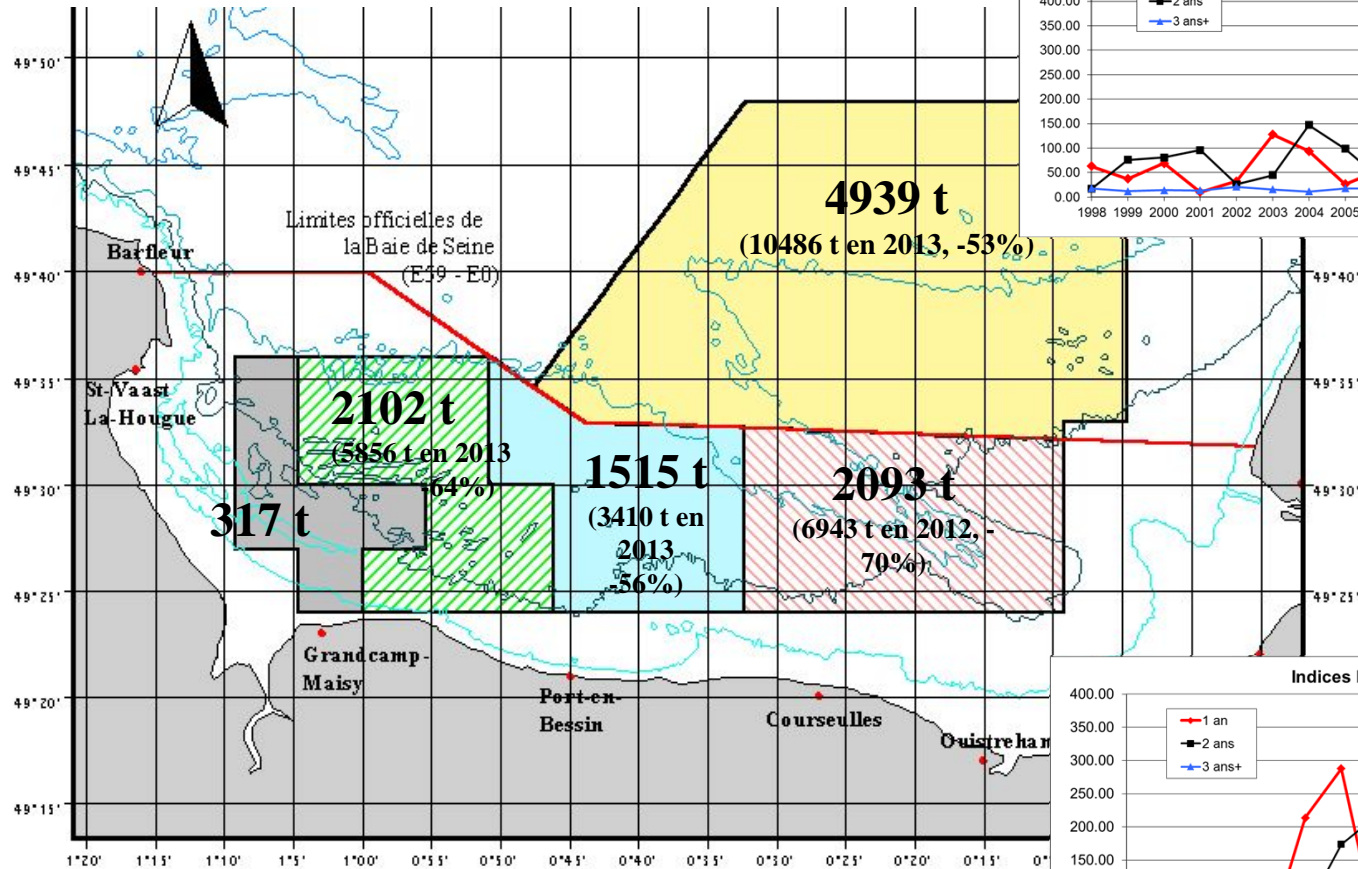 400.00
350.00
300.00
250.00
200.00
150.00
100.00
50.00
0.00
2 ans
3 ans+
1998 1999 2000 2001 2002 2003 2004 2005
49°50'
49°45'
49°40'
49°35'
49°30'
49°25'
49°20'
49°15'
Limites officielles de
la Baie de Seine
(E59 - E0)
Barfleur
St-Vaast
La-Hougue
4939 t
(10486 t en 2013, -53%)
2102 t
(5856 t en 2013
-64%)
317 t
1515 t
(3410 t en
2013
-56%)
2093 t
(6943 t en 2012, -
70%)
Grandcamp-
Maisy
Port-en-
Bessin
Courseulles
Ouistreham
49°40'
49°35'
49°30'
49°25'
1°20' 1°15' 1°10' 1°5' 1°00' 0°55' 0°50' 0°45' 0°40' 0°35' 0°30' 0°25' 0°20' 0°15'
Indices
400.00
350.00
300.00
250.00
200.00
150.00
1 an
2 ans
3 ans+